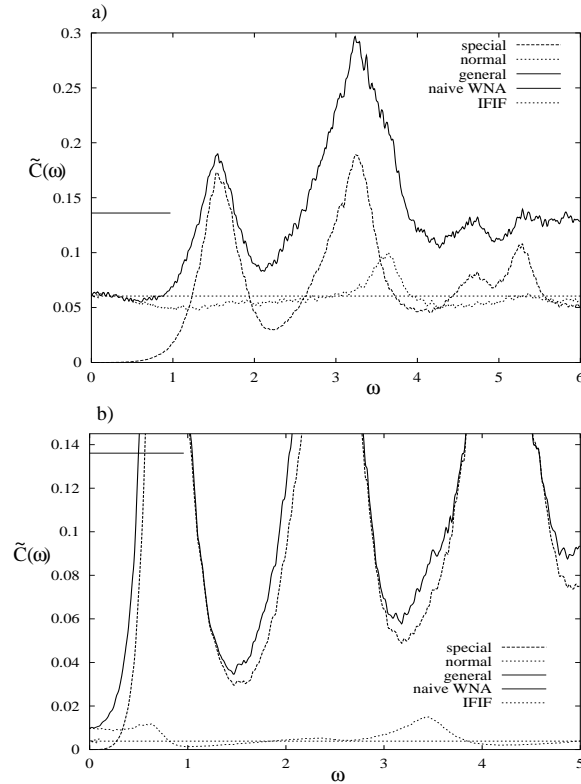 a)
0.3
0.25
0.2
0.15
0.1
0.05
0
C̃(ω)
special
normal
general
naive WNA
IFIF
0 1 2 3 4 5 6
ω
b)
0.14
0.12
0.1
0.08
0.06
0.04
0.02
0
C̃(ω)
special
normal
general
naive WNA
IFIF
0 1 2 3 4 5
ω